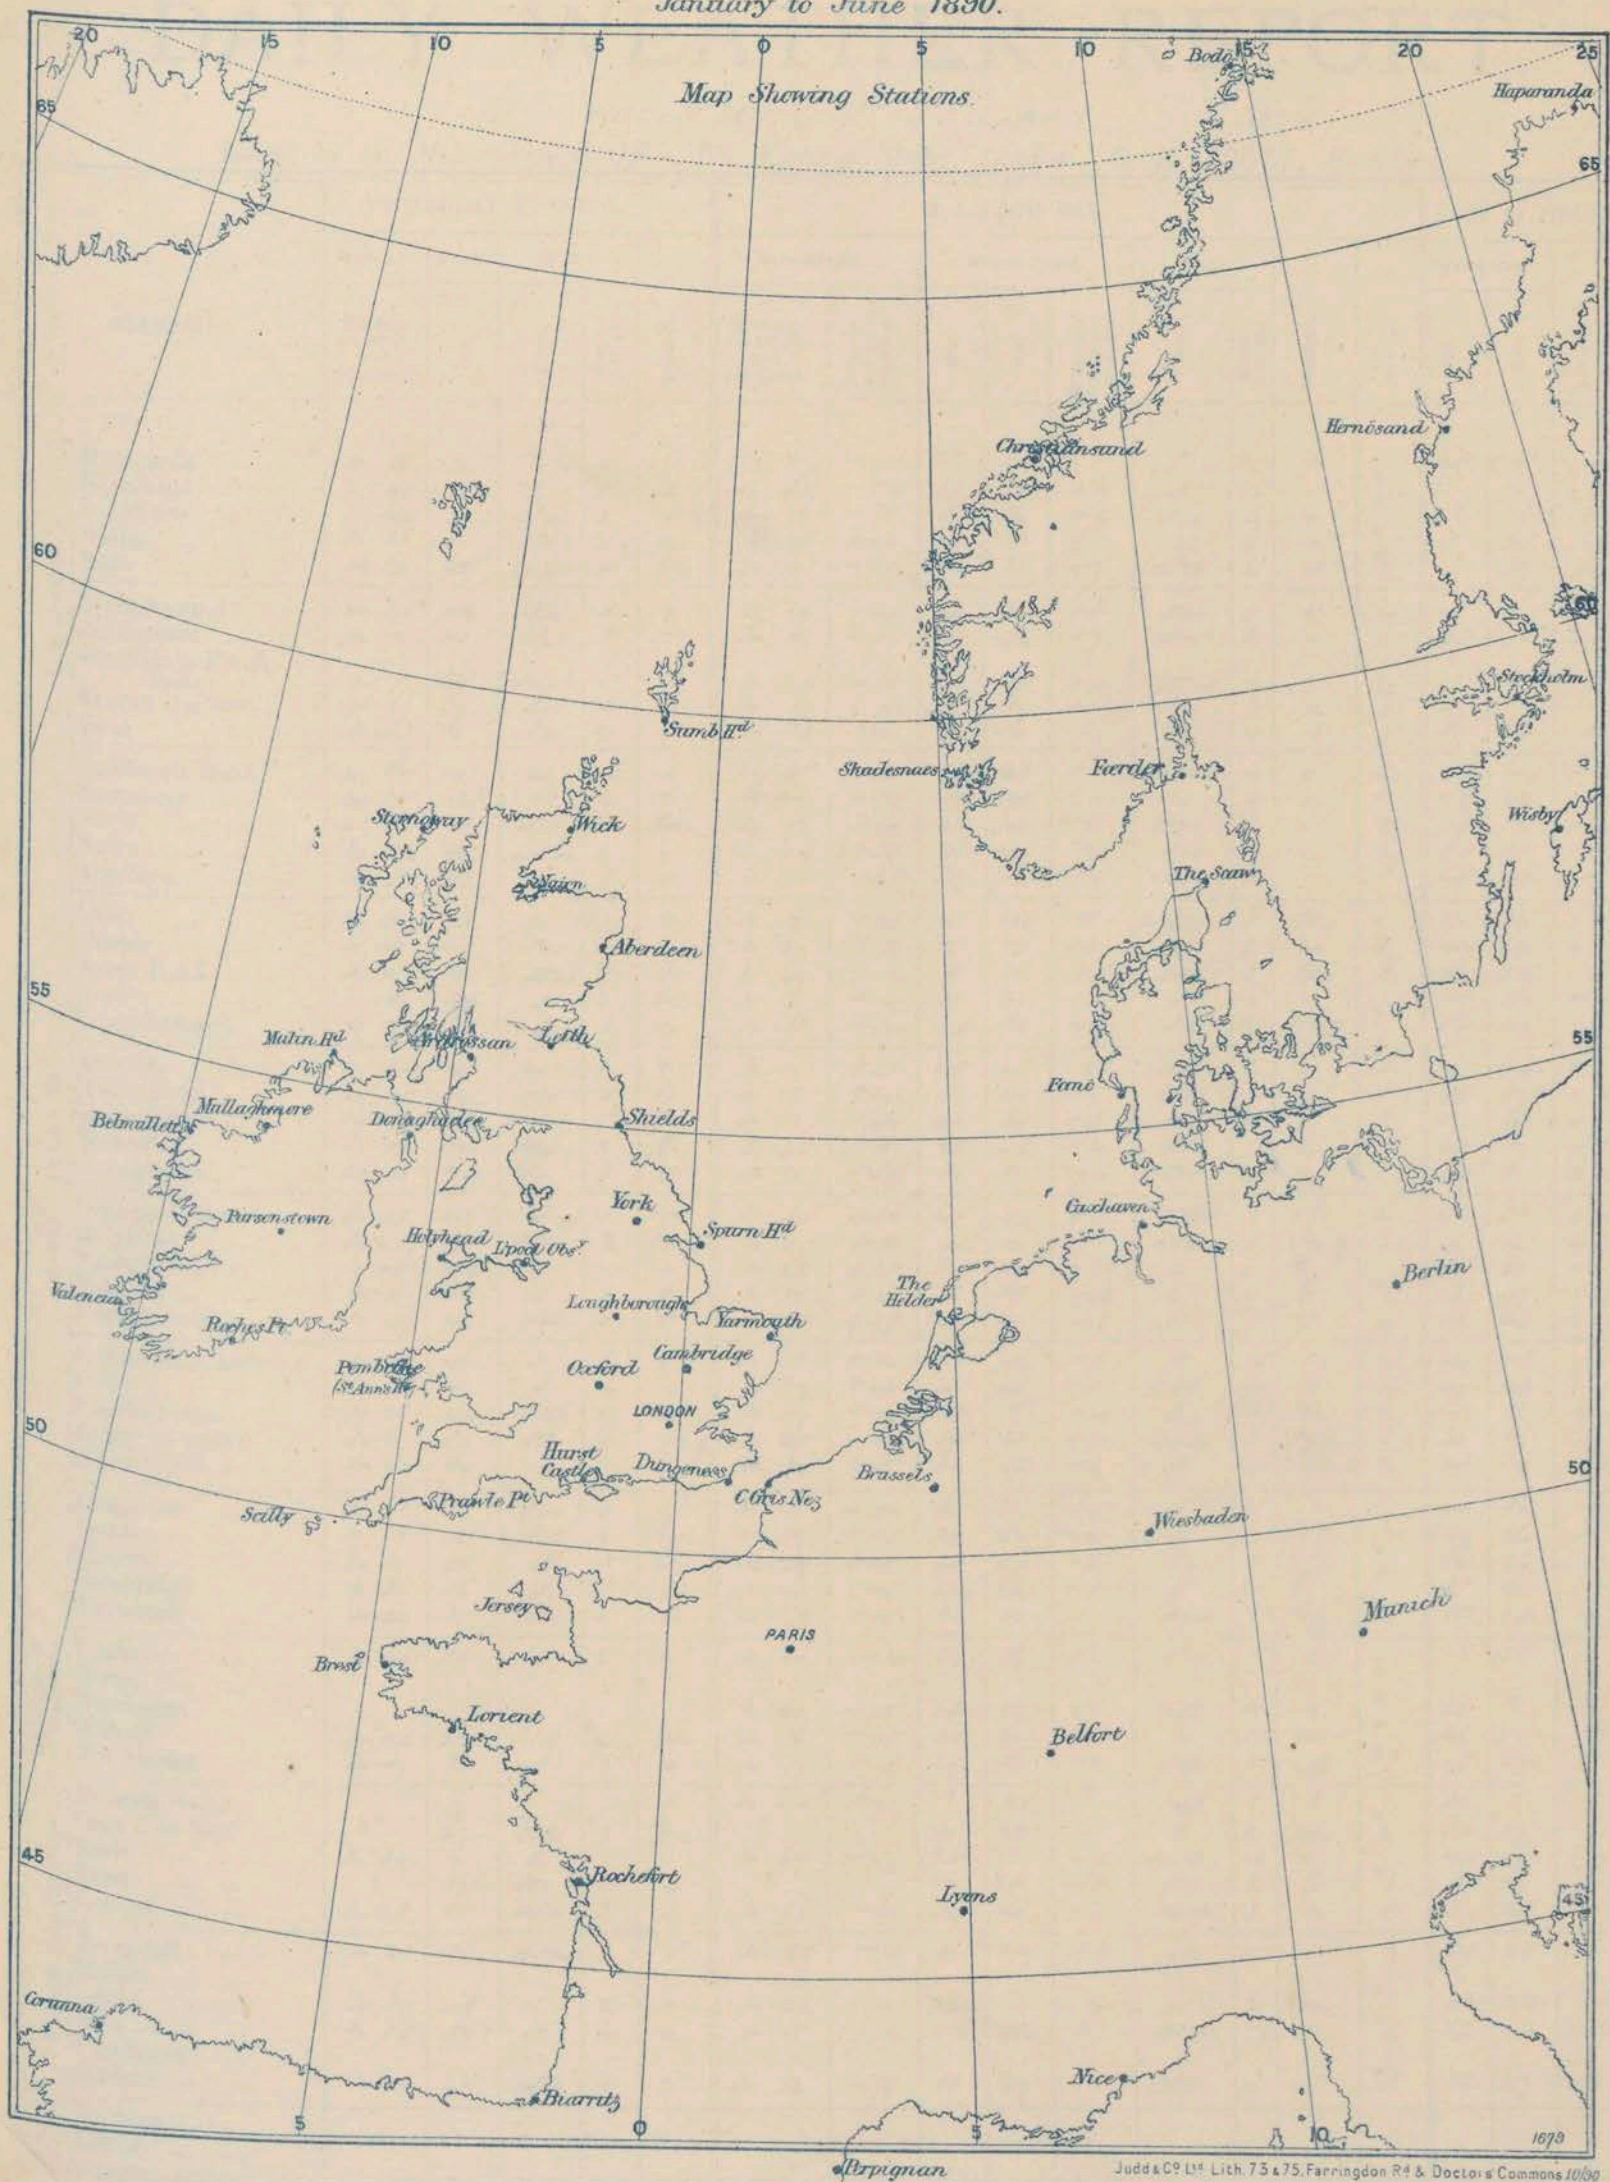 January to June 1890.
20 15 10 5 0 5 10 15 20 25
Bodö
Map Showing Stations.
Haparanda
65
65
Hernösand
Christiansund
60
60
Stockholm
Sumb. Hd.
Skudesnaes
Færder
Wisby
Stornoway
Wick
The Scaw
Nairn
Aberdeen
55
55
Malin Hd
Ardrossan
Leith
Fanö
Mullaghmore
Belmullet
Donaghadee
Shields
York
Cuxhaven
Parsonstown
Spurn Hd
Holyhead
L'pool Obsy
Berlin
The
Helder
Valencia
Loughborough
Yarmouth
Roches Pt
Cambridge
Pembroke
(St Ann's Hd)
Oxford
LONDON
50
50
Hurst
Castle
Dungeness
Brussels
Prawle Pt
C Gris Nez
Scilly
Wiesbaden
Jersey
Munich
PARIS
Brest
Lorient
Belfort
45
45
Rochefort
Lyons
Corunna
Nice
Biarritz
5 0 5 10
1679
Perpignan
Judd & Co Ltd Lith. 73 & 75, Farringdon Rd & Doctors Commons 10/90